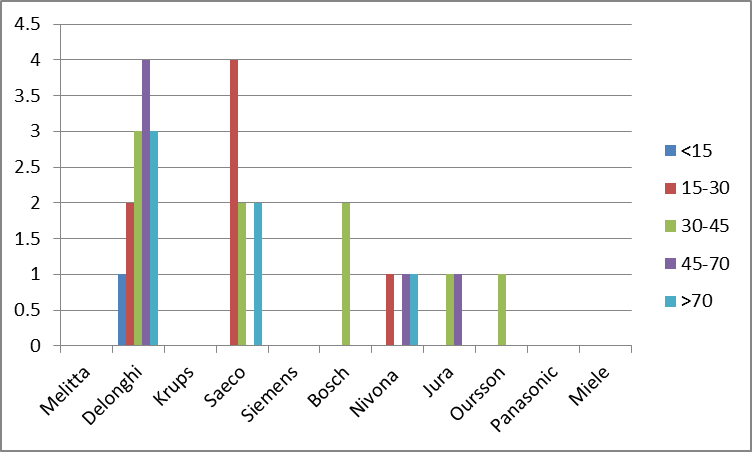 4.5
4
3.5
3
2.5
2
1.5
1
0.5
0
Melitta
Delonghi
Krups
Saeco
Siemens
Bosch
Nivona
Jura
Oursson
Panasonic
Miele
<15
15-30
30-45
45-70
>70